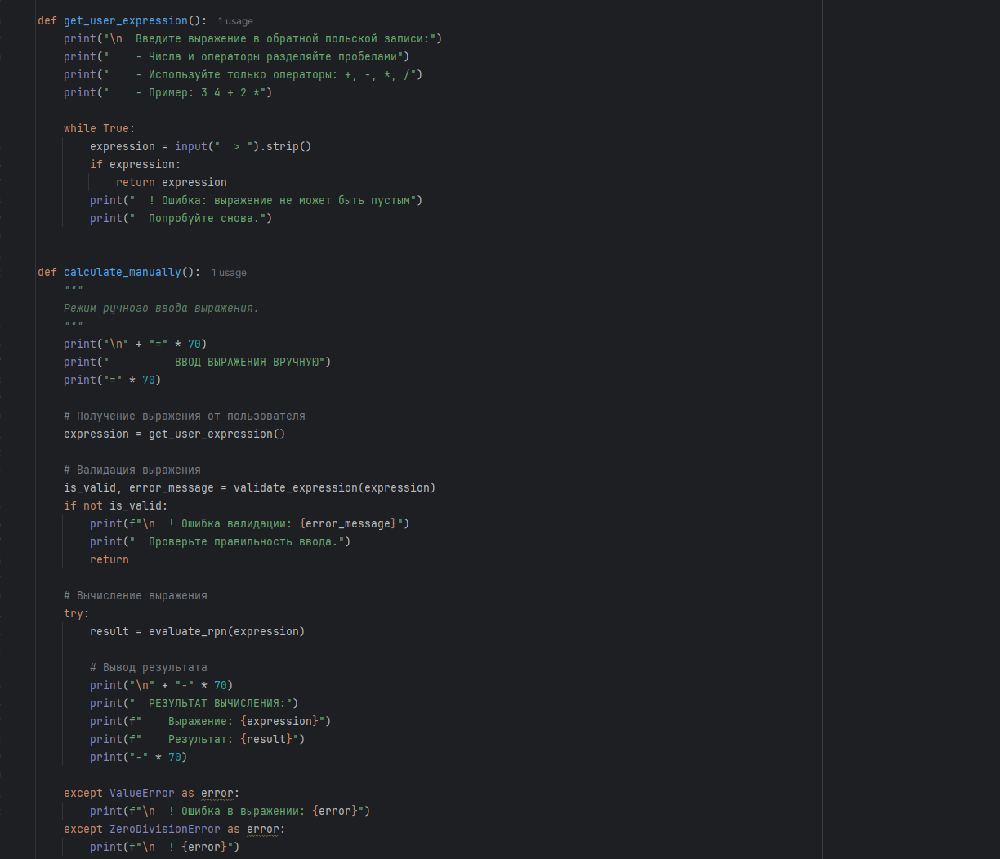 def get_user_expression():  1 usage
    print("\n  Введите выражение в обратной польской записи:")
    print("    - Числа и операторы разделяйте пробелами")
    print("    - Используйте только операторы: +, -, *, /")
    print("    - Пример: 3 4 + 2 *")

    while True:
        expression = input("  > ").strip()
        if expression:
            return expression
        print("  ! Ошибка: выражение не может быть пустым")
        print("  Попробуйте снова.")


def calculate_manually():  1 usage
    """
    Режим ручного ввода выражения.
    """
    print("\n" + "=" * 70)
    print("          ВВОД ВЫРАЖЕНИЯ ВРУЧНУЮ")
    print("=" * 70)

    # Получение выражения от пользователя
    expression = get_user_expression()

    # Валидация выражения
    is_valid, error_message = validate_expression(expression)
    if not is_valid:
        print(f"\n  ! Ошибка валидации: {error_message}")
        print("  Проверьте правильность ввода.")
        return

    # Вычисление выражения
    try:
        result = evaluate_rpn(expression)

        # Вывод результата
        print("\n" + "-" * 70)
        print("  РЕЗУЛЬТАТ ВЫЧИСЛЕНИЯ:")
        print(f"    Выражение: {expression}")
        print(f"    Результат: {result}")
        print("-" * 70)

    except ValueError as error:
        print(f"\n  ! Ошибка в выражении: {error}")
    except ZeroDivisionError as error:
        print(f"\n  ! {error}")